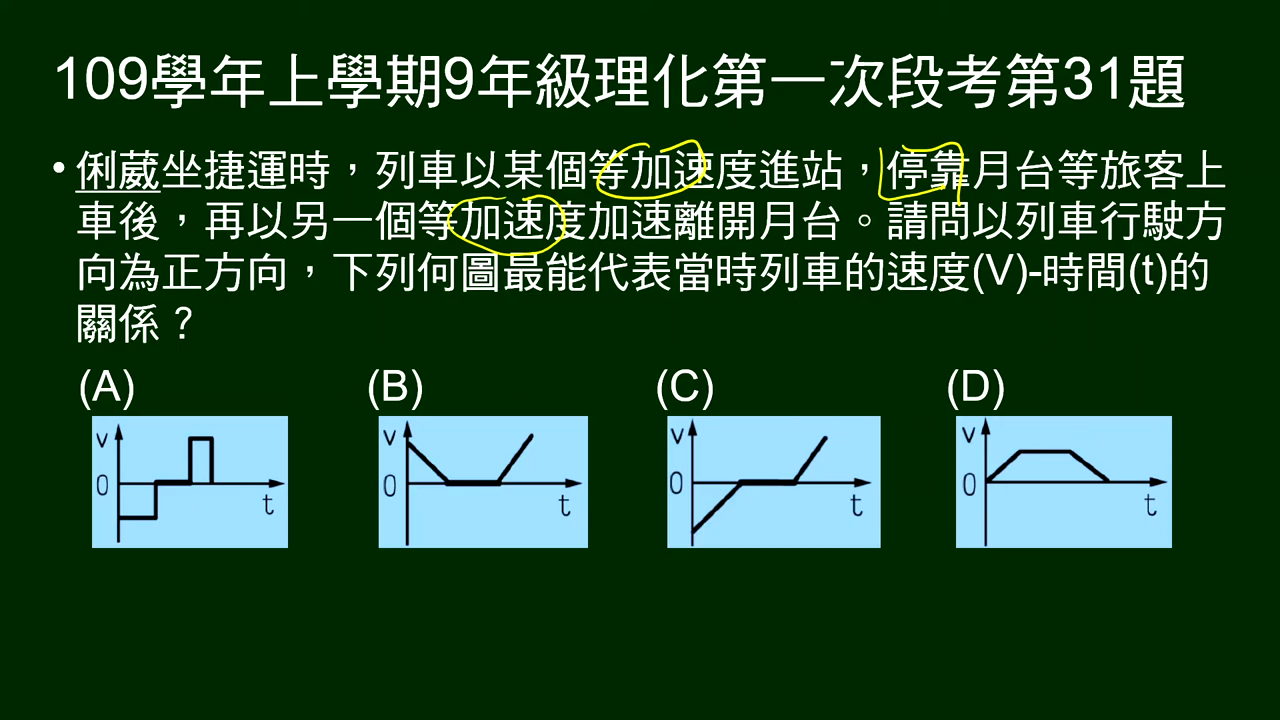 109學年上學期9年級理化第一次段考第31題
•俐葳坐捷運時，列車以某個等加速度進站，停靠月台等旅客上
車後，再以另一個等加速度加速離開月台。請問以列車行駛方
向為正方向，下列何圖最能代表當時列車的速度(V)-時間(t)的
關係？
(A) (B) (C) (D)
v 0 t v 0 t v 0 t v 0 t